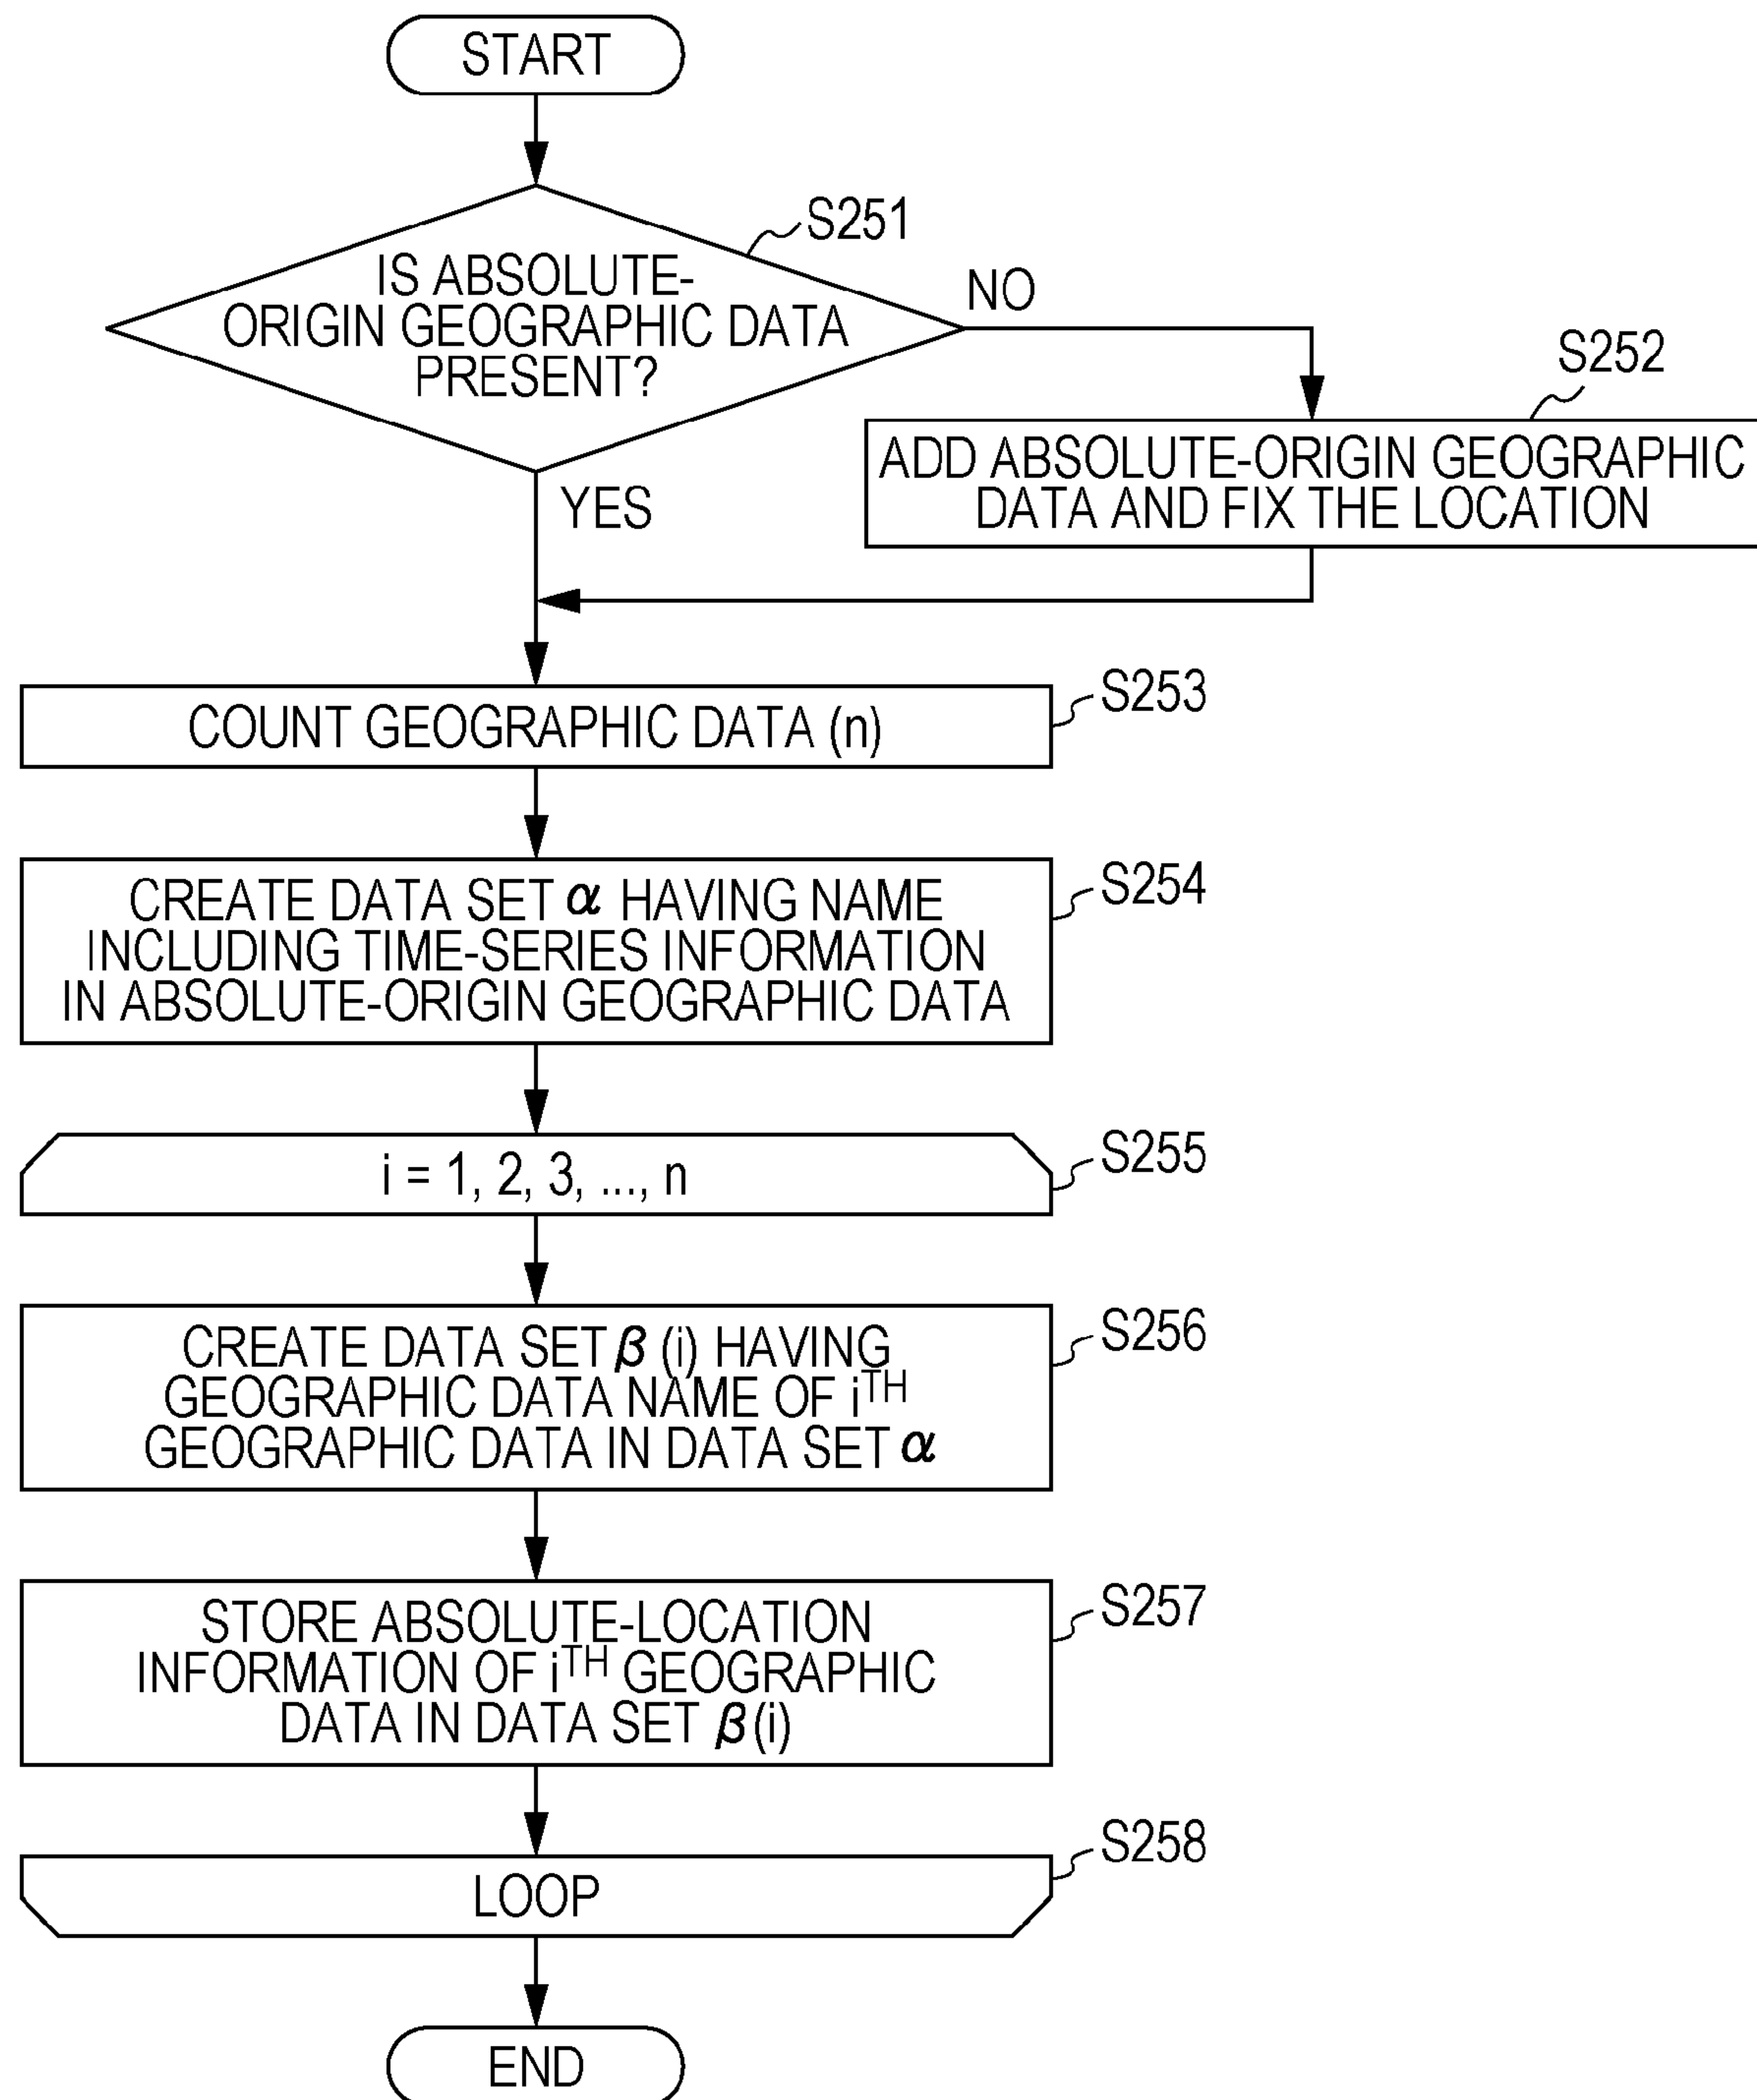 START
S251
IS ABSOLUTE-
ORIGIN GEOGRAPHIC DATA
PRESENT?
NO
YES
S252
ADD ABSOLUTE-ORIGIN GEOGRAPHIC
DATA AND FIX THE LOCATION
S253
COUNT GEOGRAPHIC DATA (n)
S254
CREATE DATA SET α HAVING NAME
INCLUDING TIME-SERIES INFORMATION
IN ABSOLUTE-ORIGIN GEOGRAPHIC DATA
S255
i = 1, 2, 3, ..., n
S256
CREATE DATA SET β (i) HAVING
GEOGRAPHIC DATA NAME OF iTH
GEOGRAPHIC DATA IN DATA SET α
S257
STORE ABSOLUTE-LOCATION
INFORMATION OF iTH GEOGRAPHIC
DATA IN DATA SET β(i)
S258
LOOP
END